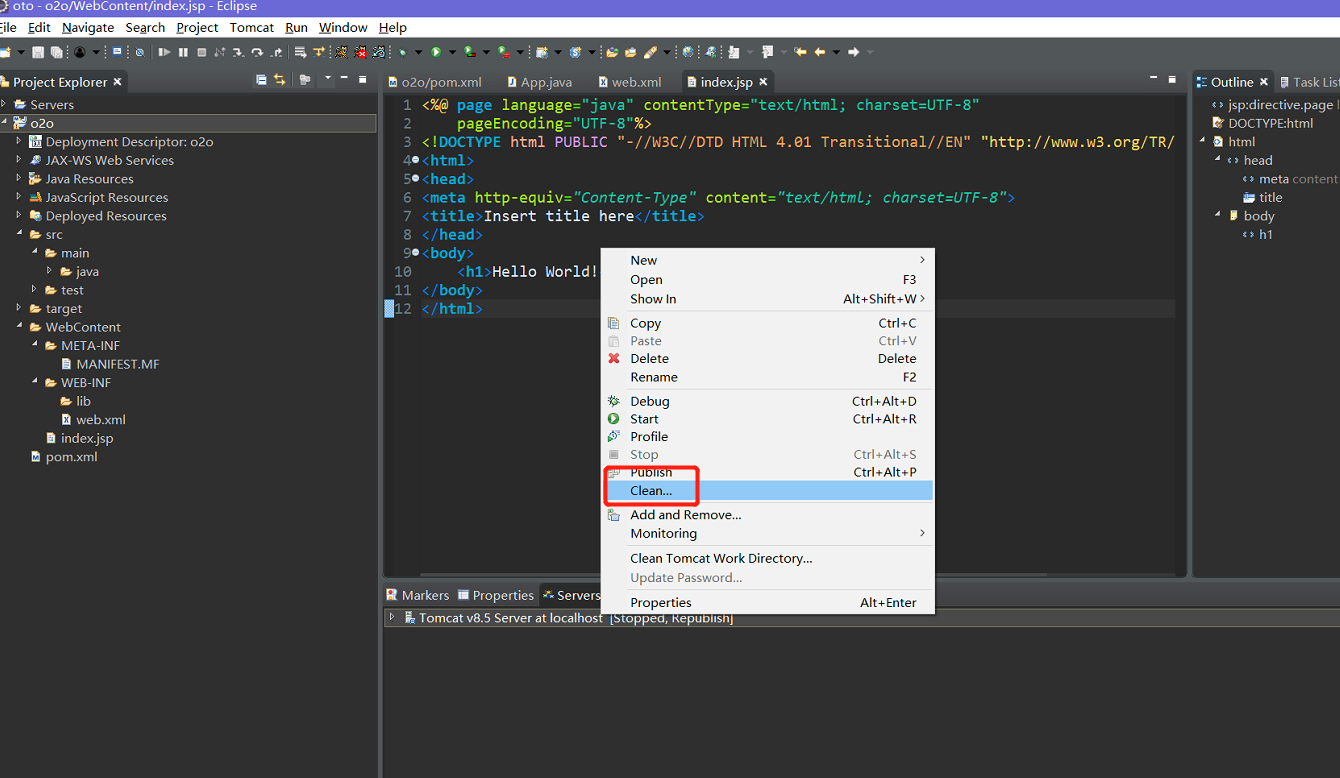 oto - o2o/WebContent/index.jsp - Eclipse
File Edit Navigate Search Project Tomcat Run Window Help
Project Explorer
Servers
o2o
Deployment Descriptor: o2o
JAX-WS Web Services
Java Resources
JavaScript Resources
Deployed Resources
src
main
java
test
target
WebContent
META-INF
MANIFEST.MF
WEB-INF
lib
web.xml
index.jsp
pom.xml
o2o/pom.xml App.java web.xml index.jsp
1 <%@ page language="java" contentType="text/html; charset=UTF-8"
2 pageEncoding="UTF-8"%>
3 <!DOCTYPE html PUBLIC "-//W3C//DTD HTML 4.01 Transitional//EN" "http://www.w3.org/TR/
4 <html>
5 <head>
6 <meta http-equiv="Content-Type" content="text/html; charset=UTF-8">
7 <title>Insert title here</title>
8 </head>
9 <body>
10 <h1>Hello World!
11 </body>
12 </html>
New
Open F3
Show In Alt+Shift+W
Copy Ctrl+C
Paste Ctrl+V
Delete Delete
Rename F2
Debug Ctrl+Alt+D
Start Ctrl+Alt+R
Profile
Stop Ctrl+Alt+S
Publish Ctrl+Alt+P
Clean...
Add and Remove...
Monitoring
Clean Tomcat Work Directory...
Update Password...
Properties Alt+Enter
Markers Properties Servers
Tomcat v8.5 Server at localhost [Stopped, Republish]
Outline Task List
jsp:directive.page
DOCTYPE:html
html
head
meta content
title
body
h1